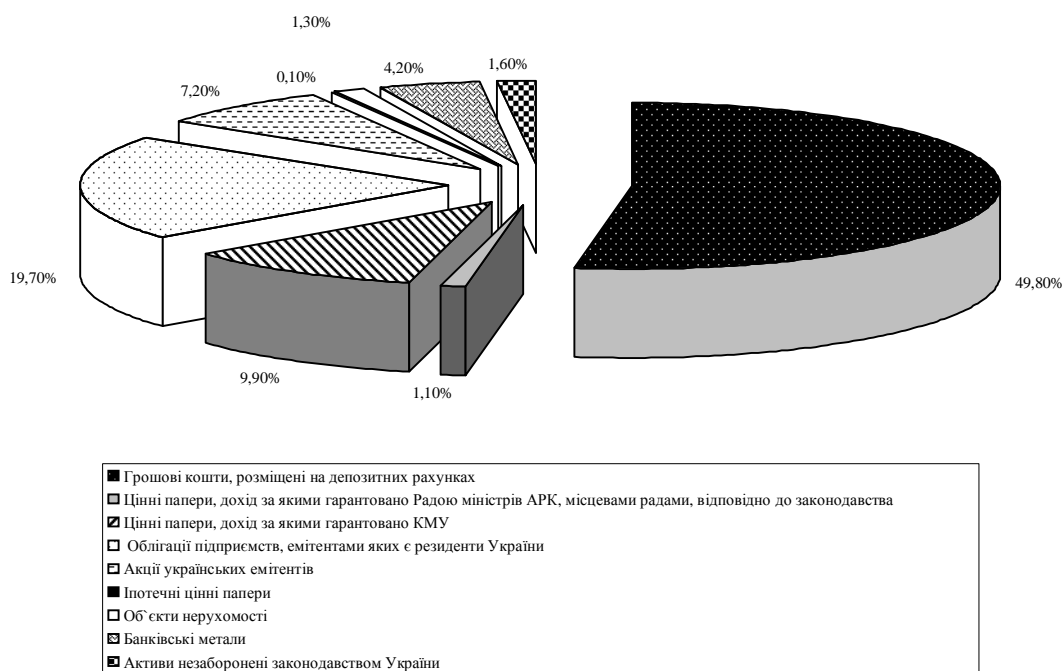 1,30%
4,20%
1,60%
0,10%
7,20%
19,70%
49,80%
9,90%
1,10%
Грошові кошти, розміщені на депозитних рахунках
Цінні папери, дохід за якими гарантовано Радою міністрів АРК, місцевами радами, відповідно до законодавства
Цінні папери, дохід за якими гарантовано КМУ
Облігації підприємств, емітентами яких є резиденти України
Акції українських емітентів
Іпотечні цінні папери
Об`єкти нерухомості
Банківські метали
Активи незаборонені законодавством України